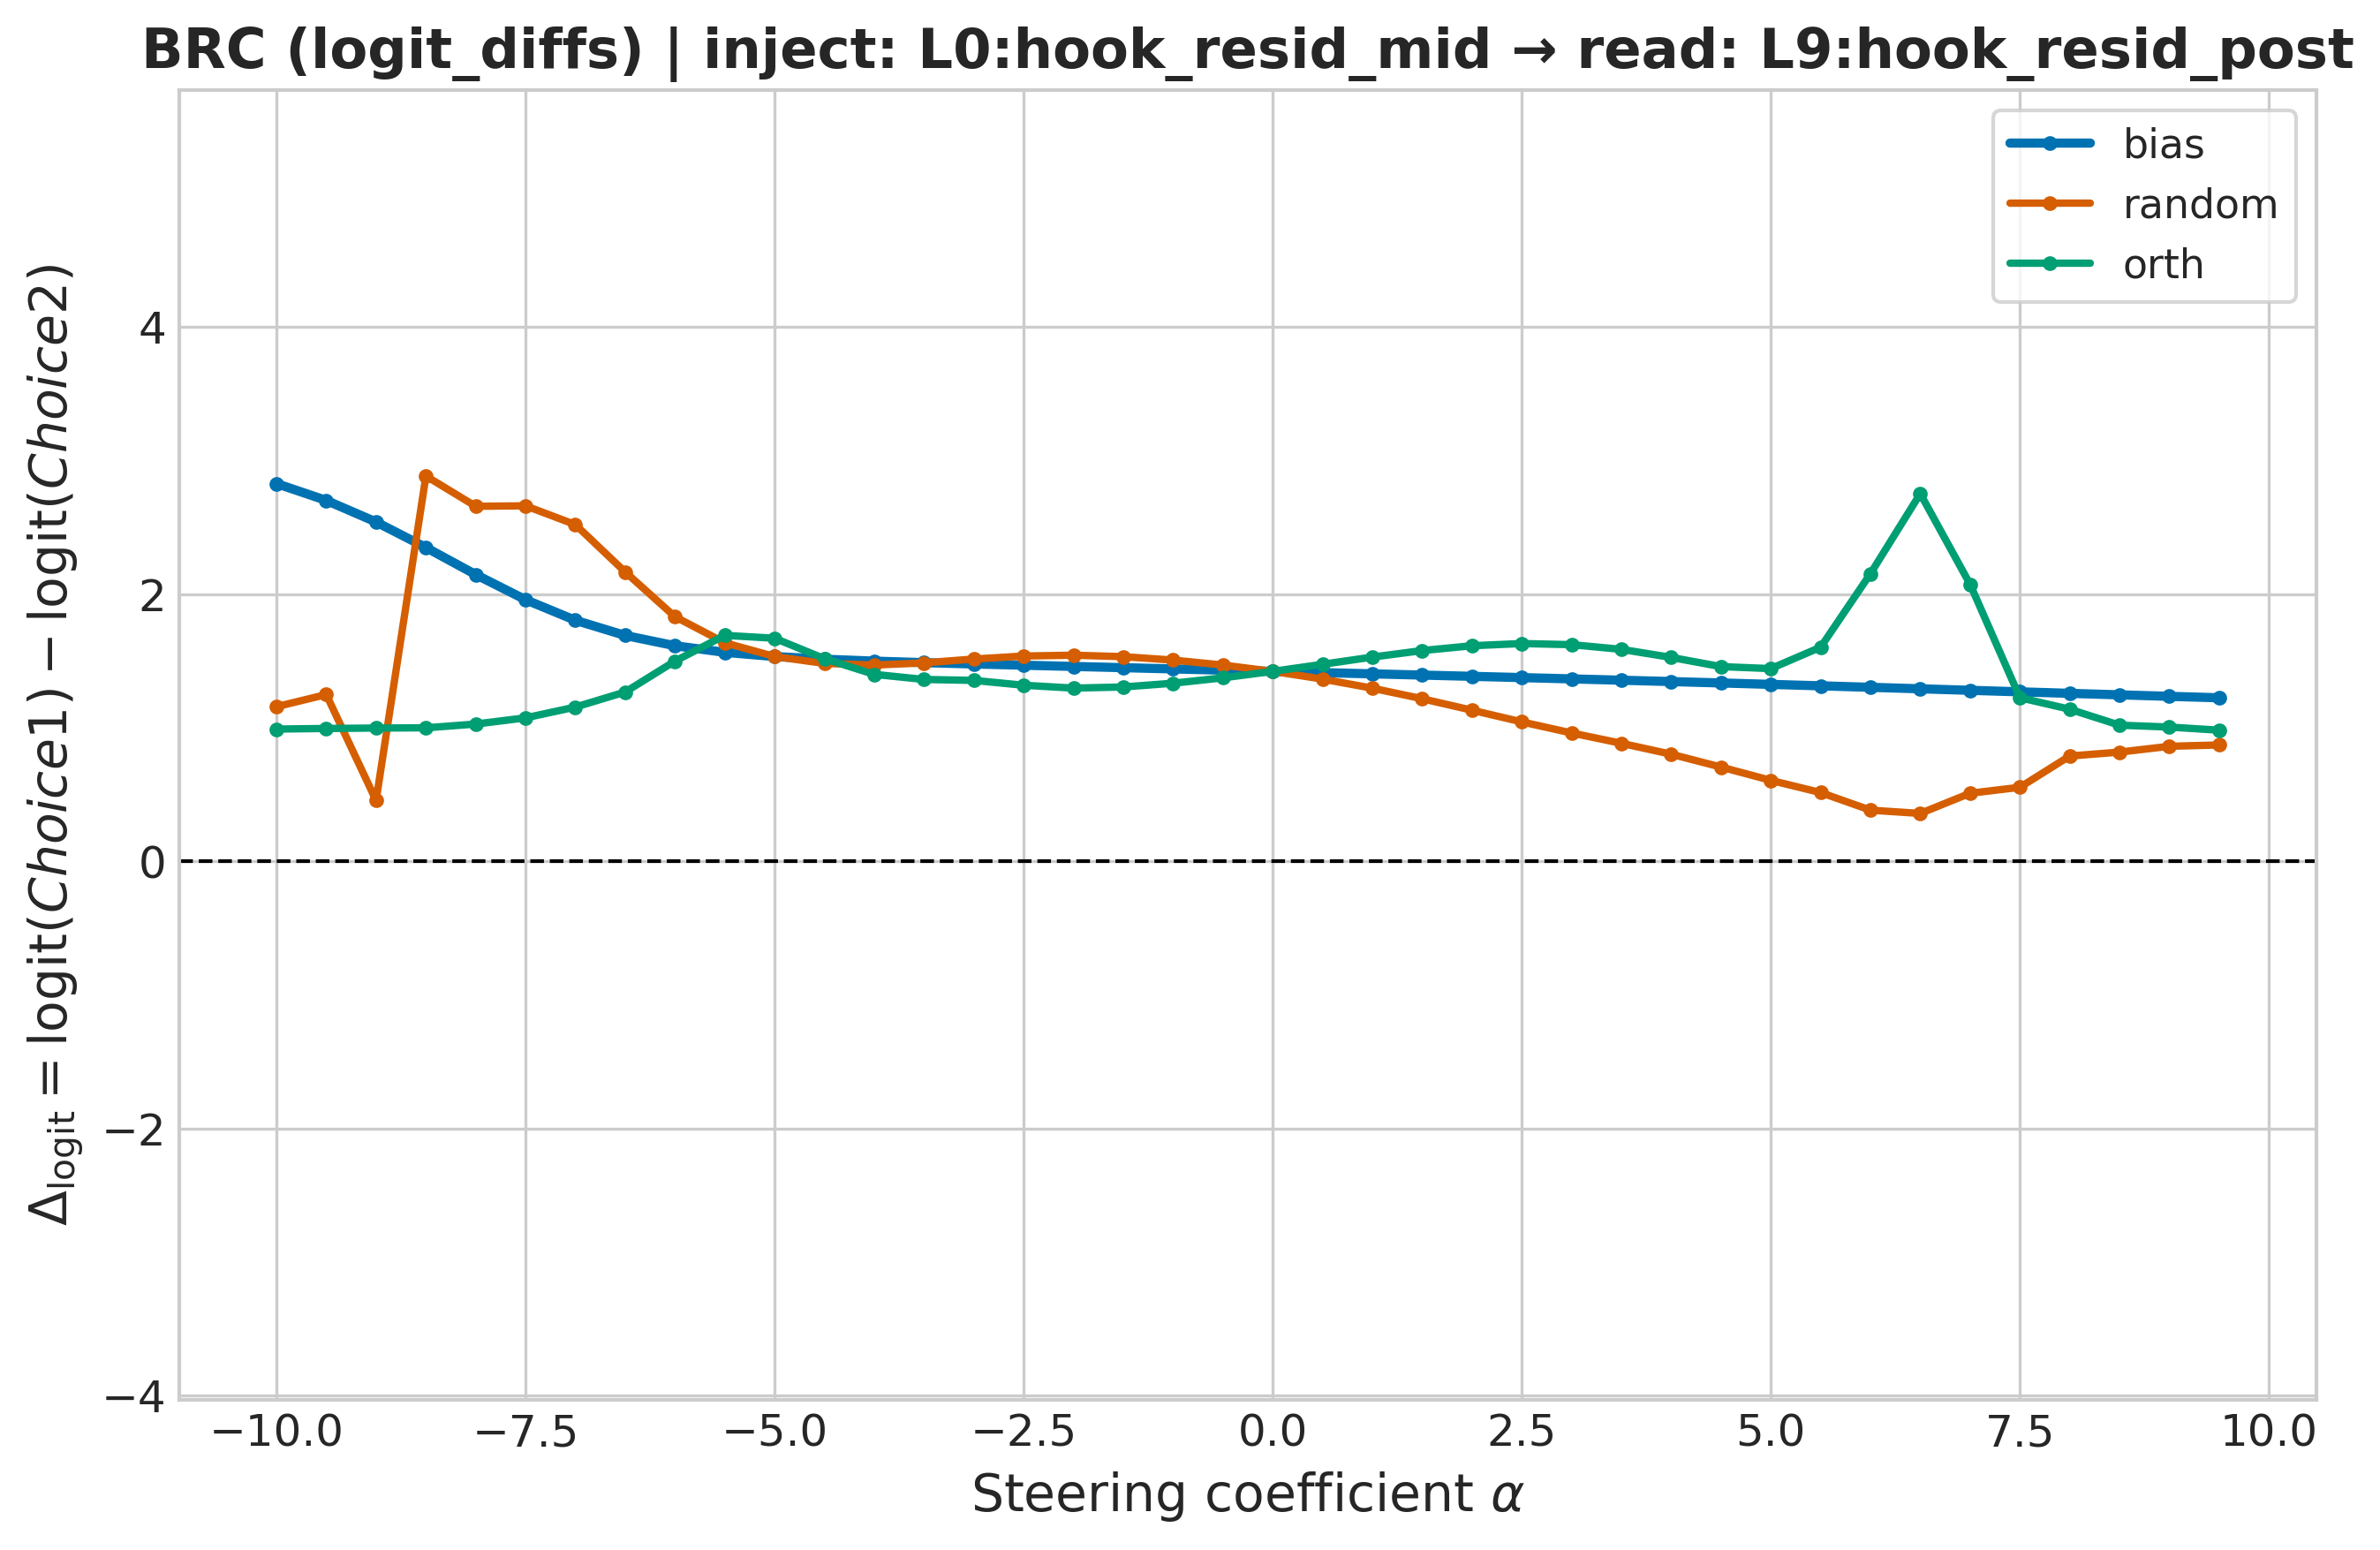 BRC (logit_diffs) | inject: L0:hook_resid_mid → read: L9:hook_resid_post
bias
random
orth
Δlogit = logit(Choice1) − logit(Choice2)
4
2
0
−2
−4
−10.0 −7.5 −5.0 −2.5 0.0 2.5 5.0 7.5 10.0
Steering coefficient α